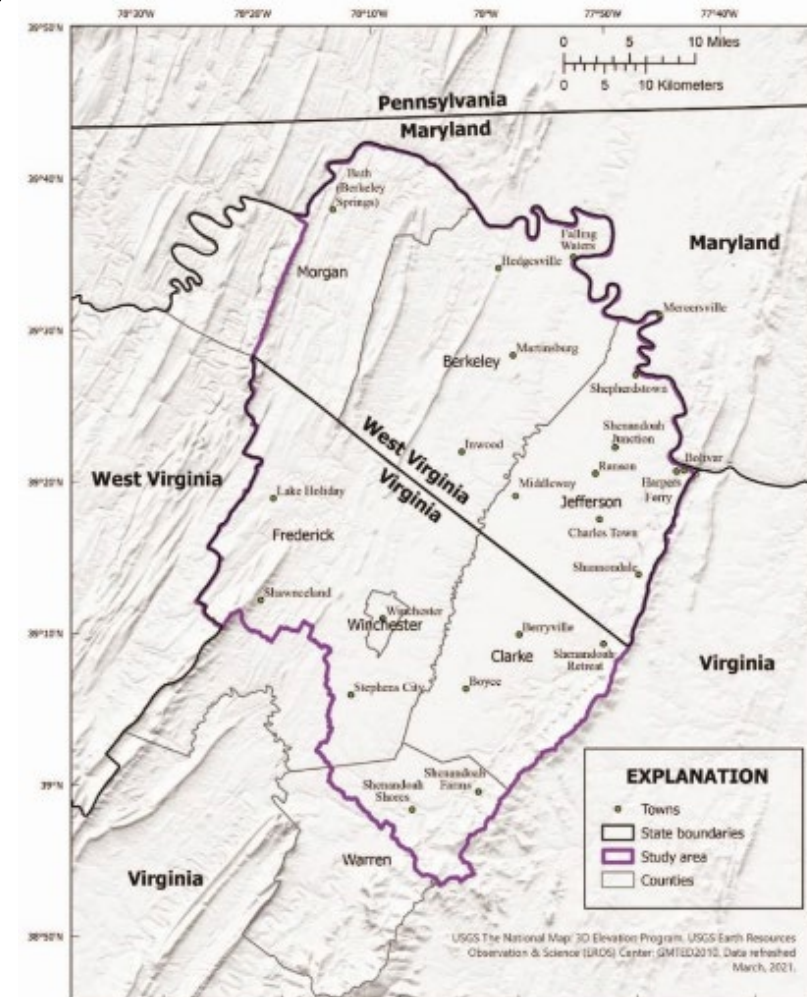 78°30'W 78°20'W 78°10'W 78°W 77°50'W 77°40'W
39°50'N
0 5 10 Miles
0 5 10 Kilometers
Pennsylvania
Maryland
39°40'N
Bath
(Berkeley
Springs)
Falling
Waters
Maryland
Hedgesville
Morgan
Mercersville
39°30'N
Martinsburg
Berkeley
Shepherdstown
Shenandoah
Junction
West Virginia
Virginia
Inwood
Bolivar
39°20'N
West Virginia
Ranson
Harpers
Ferry
Middleway
Lake Holiday
Jefferson
Charles Town
Frederick
Shannondale
Shawneeland
Winchester
Winchester
39°10'N
Berryville
Shenandoah
Retreat
Clarke
Virginia
Boyce
Stephens City
39°N
Shenandoah
Farms
Shenandoah
Shores
EXPLANATION
Towns
State boundaries
Study area
Counties
Warren
Virginia
38°50'N
USGS The National Map: 3D Elevation Program. USGS Earth Resources
Observation & Science (EROS) Center: GMTED2010. Data refreshed
March, 2021.